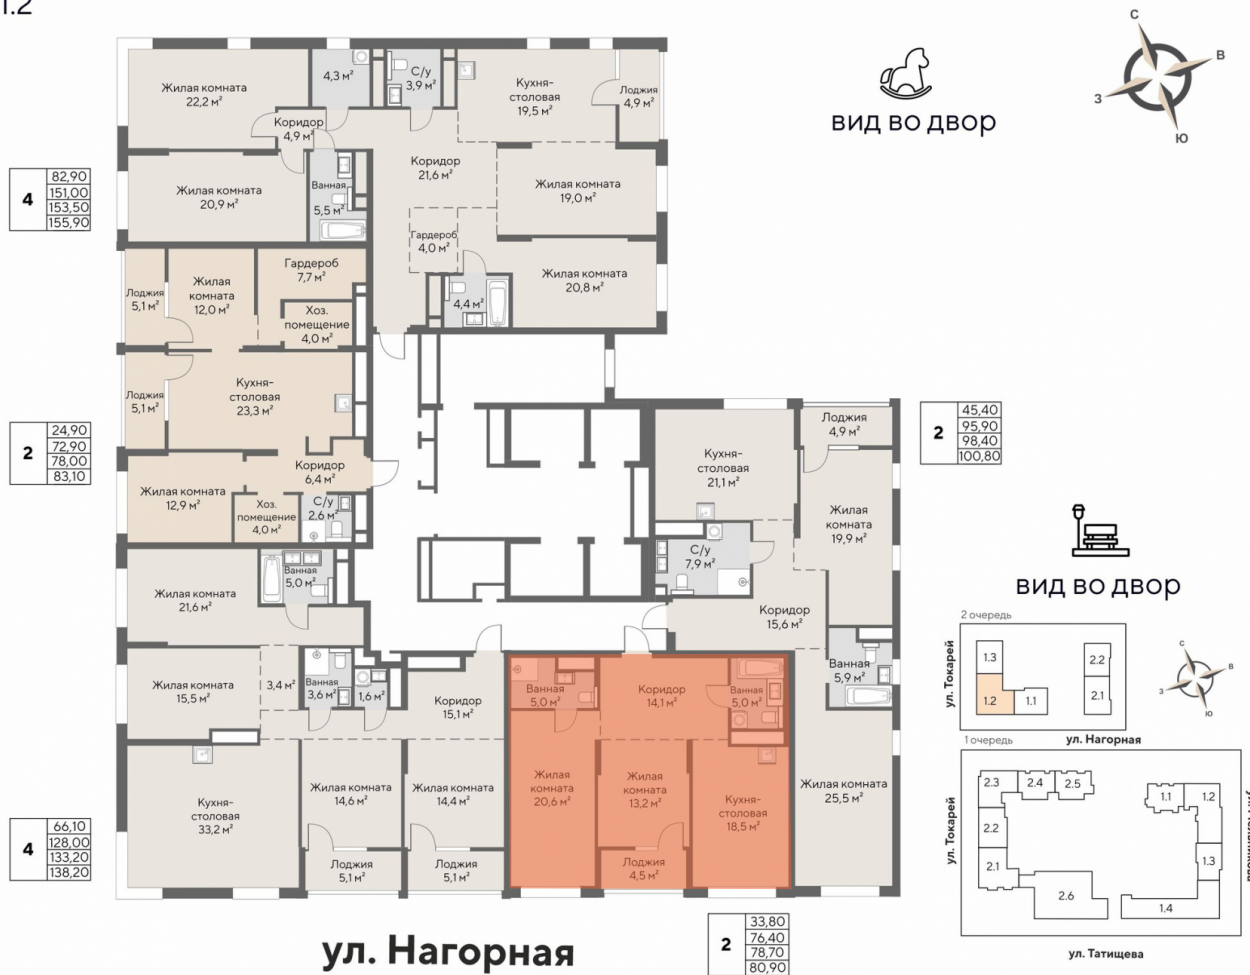 1.2
С
В
З
Ю
ВИД ВО ДВОР
Жилая комната
22,2 м²
4,3 м²
С/у
3,9 м²
Кухня-
столовая
19,5 м²
Лоджия
4,9 м²
Коридор
4,9 м²
Коридор
21,6 м²
4
82,90
151,00
153,50
155,90
Жилая комната
20,9 м²
Ванная
5,5 м²
Жилая комната
19,0 м²
Гардероб
4,0 м²
Жилая комната
20,8 м²
4,4 м²
Лоджия
5,1 м²
Жилая
комната
12,0 м²
Гардероб
7,7 м²
Хоз.
помещение
4,0 м²
Лоджия
5,1 м²
Кухня-
столовая
23,3 м²
2
24,90
72,90
78,00
83,10
Коридор
6,4 м²
Жилая комната
12,9 м²
Хоз.
помещение
4,0 м²
С/у
2,6 м²
2
45,40
95,90
98,40
100,80
Лоджия
4,9 м²
Кухня-
столовая
21,1 м²
Жилая
комната
19,9 м²
С/у
7,9 м²
Коридор
15,6 м²
Ванная
5,9 м²
Жилая комната
25,5 м²
Жилая комната
21,6 м²
Ванная
5,0 м²
Жилая комната
15,5 м²
3,4 м²
Ванная
3,6 м²
1,6 м²
Коридор
15,1 м²
Кухня-
столовая
33,2 м²
Жилая комната
14,6 м²
Жилая комната
14,4 м²
Лоджия
5,1 м²
Лоджия
5,1 м²
4
66,10
128,00
133,20
138,20
Ванная
5,0 м²
Коридор
14,1 м²
Ванная
5,0 м²
Жилая
комната
20,6 м²
Жилая
комната
13,2 м²
Кухня-
столовая
18,5 м²
Лоджия
4,5 м²
2
33,80
76,40
78,70
80,90
ул. Нагорная
ВИД ВО ДВОР
2 очередь
ул. Токарей
1.3
1.2
1.1
2.2
2.1
С
В
З
Ю
ул. Нагорная
1 очередь
ул. Токарей
2.3
2.4
2.5
2.2
2.1
2.6
1.1
1.2
1.3
1.4
ул. Татищева